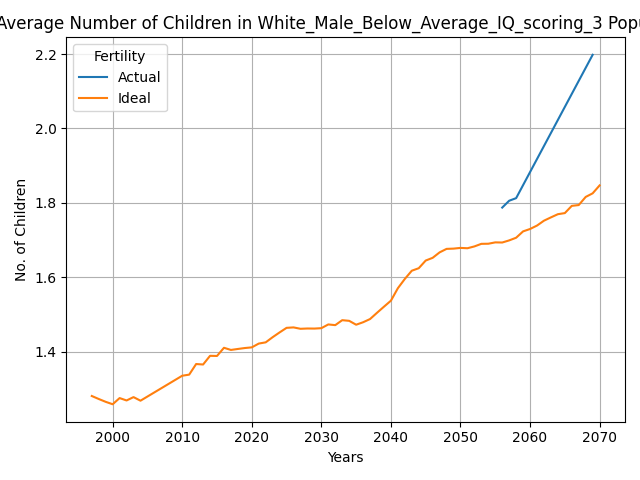 Average Number of Children in White_Male_Below_Average_IQ_scoring_3 Popu
Fertility
Actual
Ideal
2.2
2.0
1.8
1.6
1.4
No. of Children
2000 2010 2020 2030 2040 2050 2060 2070
Years